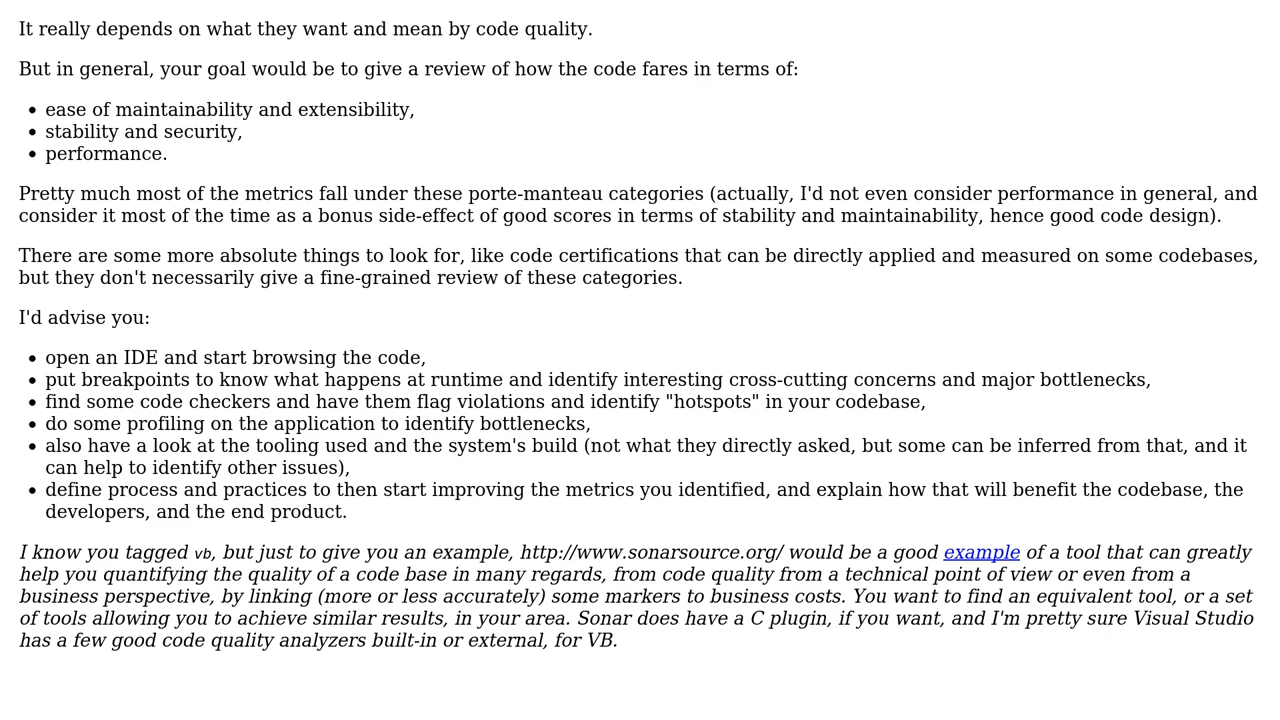 It really depends on what they want and mean by code quality.
But in general, your goal would be to give a review of how the code fares in terms of:
• ease of maintainability and extensibility,
• stability and security,
• performance.
Pretty much most of the metrics fall under these porte-manteau categories (actually, I'd not even consider performance in general, and
consider it most of the time as a bonus side-effect of good scores in terms of stability and maintainability, hence good code design).
There are some more absolute things to look for, like code certifications that can be directly applied and measured on some codebases,
but they don't necessarily give a fine-grained review of these categories.
I'd advise you:
• open an IDE and start browsing the code,
• put breakpoints to know what happens at runtime and identify interesting cross-cutting concerns and major bottlenecks,
• find some code checkers and have them flag violations and identify "hotspots" in your codebase,
• do some profiling on the application to identify bottlenecks,
• also have a look at the tooling used and the system's build (not what they directly asked, but some can be inferred from that, and it
can help to identify other issues),
• define process and practices to then start improving the metrics you identified, and explain how that will benefit the codebase, the
developers, and the end product.
I know you tagged vb, but just to give you an example, http://www.sonarsource.org/ would be a good example of a tool that can greatly
help you quantifying the quality of a code base in many regards, from code quality from a technical point of view or even from a
business perspective, by linking (more or less accurately) some markers to business costs. You want to find an equivalent tool, or a set
of tools allowing you to achieve similar results, in your area. Sonar does have a C plugin, if you want, and I'm pretty sure Visual Studio
has a few good code quality analyzers built-in or external, for VB.